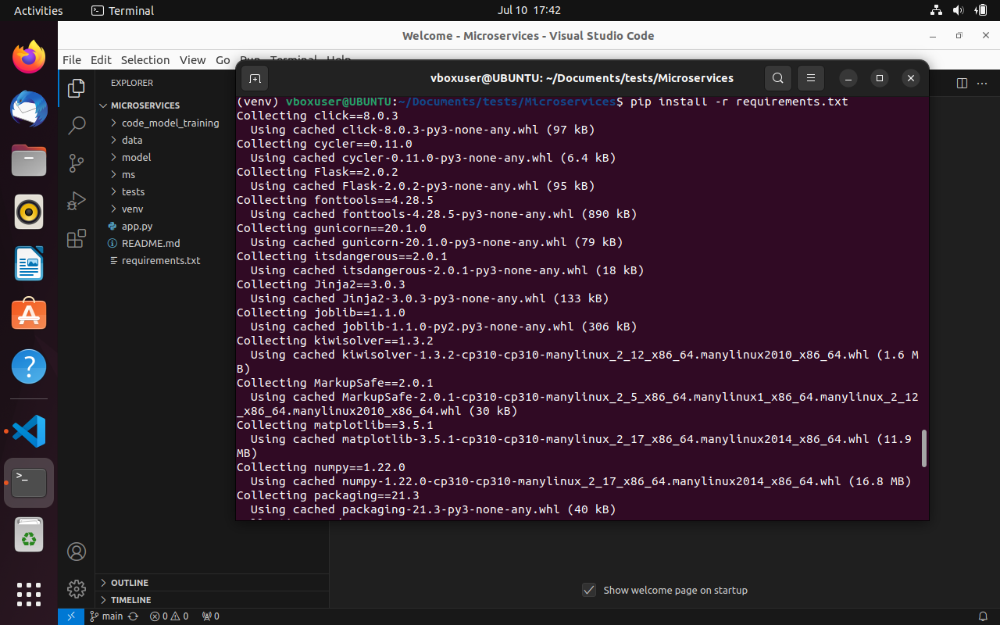 Activities
Terminal
Jul 10 17:42
Welcome - Microservices - Visual Studio Code
File Edit Selection View Go Run Terminal Help
EXPLORER
MICROSERVICES
code_model_training
data
model
ms
tests
venv
app.py
README.md
requirements.txt
vboxuser@UBUNTU: ~/Documents/tests/Microservices
(venv) vboxuser@UBUNTU:~/Documents/tests/Microservices$ pip install -r requirements.txt
Collecting click==8.0.3
  Using cached click-8.0.3-py3-none-any.whl (97 kB)
Collecting cycler==0.11.0
  Using cached cycler-0.11.0-py3-none-any.whl (6.4 kB)
Collecting Flask==2.0.2
  Using cached Flask-2.0.2-py3-none-any.whl (95 kB)
Collecting fonttools==4.28.5
  Using cached fonttools-4.28.5-py3-none-any.whl (890 kB)
Collecting gunicorn==20.1.0
  Using cached gunicorn-20.1.0-py3-none-any.whl (79 kB)
Collecting itsdangerous==2.0.1
  Using cached itsdangerous-2.0.1-py3-none-any.whl (18 kB)
Collecting Jinja2==3.0.3
  Using cached Jinja2-3.0.3-py3-none-any.whl (133 kB)
Collecting joblib==1.1.0
  Using cached joblib-1.1.0-py2.py3-none-any.whl (306 kB)
Collecting kiwisolver==1.3.2
  Using cached kiwisolver-1.3.2-cp310-cp310-manylinux_2_12_x86_64.manylinux2010_x86_64.whl (1.6 M
B)
Collecting MarkupSafe==2.0.1
  Using cached MarkupSafe-2.0.1-cp310-cp310-manylinux_2_5_x86_64.manylinux1_x86_64.manylinux_2_12
_x86_64.manylinux2010_x86_64.whl (30 kB)
Collecting matplotlib==3.5.1
  Using cached matplotlib-3.5.1-cp310-cp310-manylinux_2_17_x86_64.manylinux2014_x86_64.whl (11.9
MB)
Collecting numpy==1.22.0
  Using cached numpy-1.22.0-cp310-cp310-manylinux_2_17_x86_64.manylinux2014_x86_64.whl (16.8 MB)
Collecting packaging==21.3
  Using cached packaging-21.3-py3-none-any.whl (40 kB)
OUTLINE
TIMELINE
Show welcome page on startup
main
0 0
0